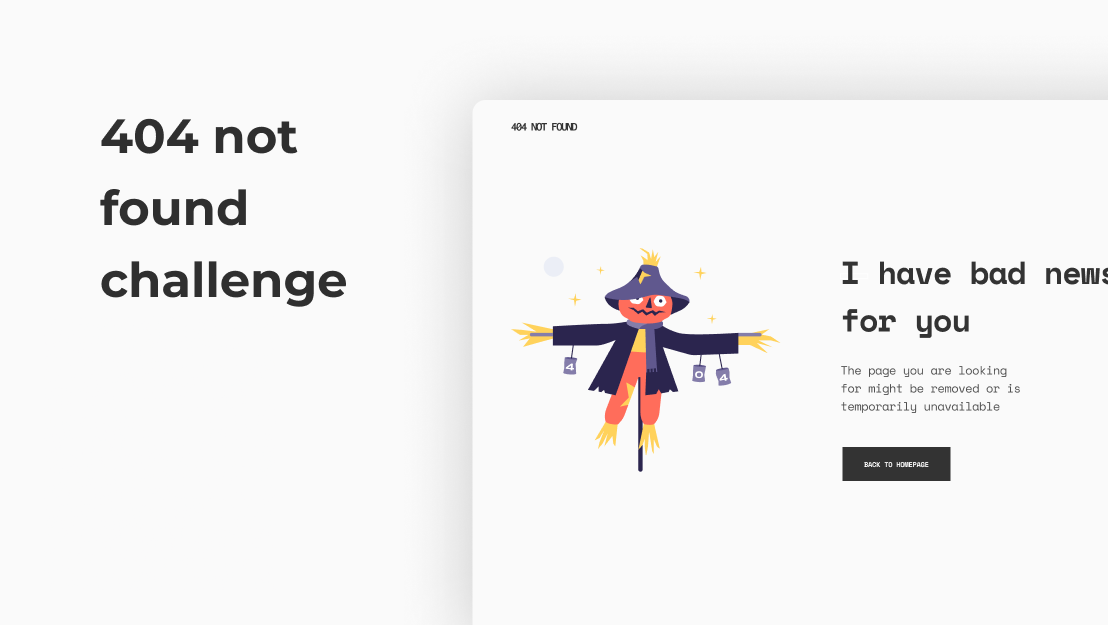 404 not
found
challenge
404 NOT FOUND
4
0
4
I have bad news
for you
The page you are looking
for might be removed or is
temporarily unavailable
BACK TO HOMEPAGE